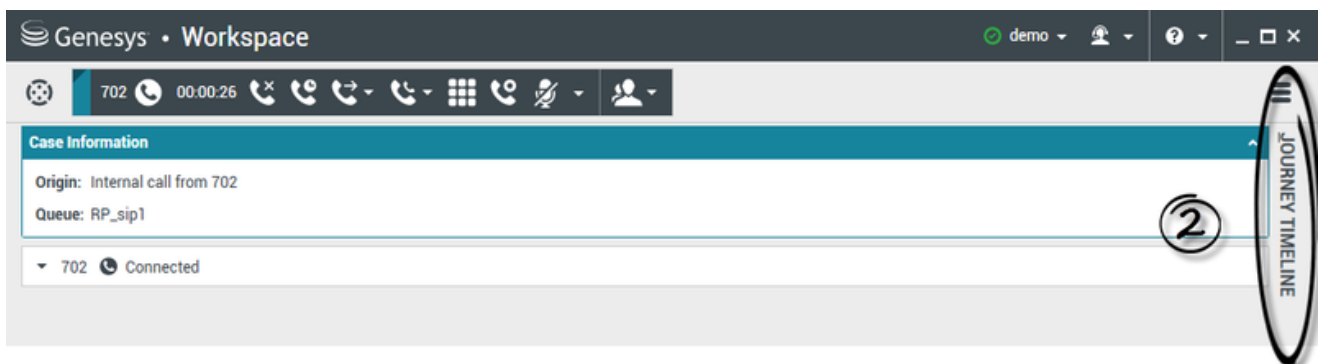 Genesys • Workspace demo ?
702 00:00:26
Case Information
Origin: Internal call from 702
Queue: RP_sip1
702 Connected
2
JOURNEY TIMELINE